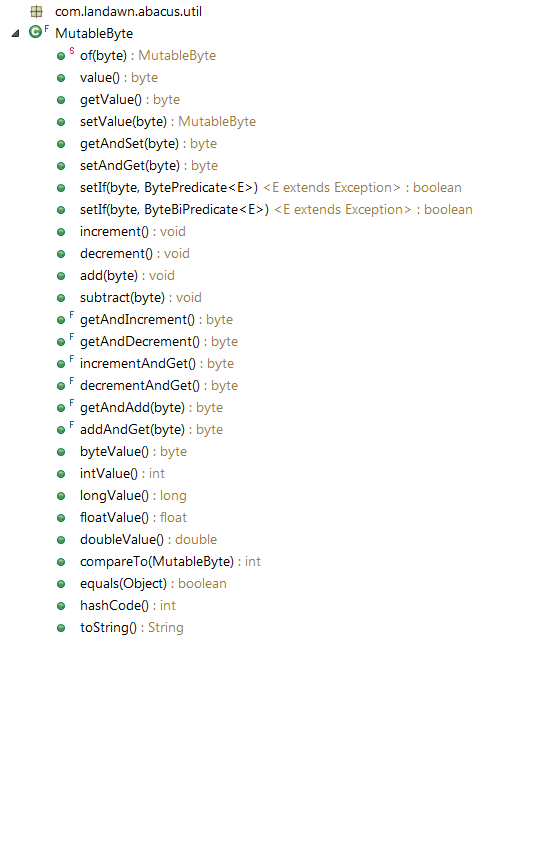 com.landawn.abacus.util
C F MutableByte
S of(byte) : MutableByte
value() : byte
getValue() : byte
setValue(byte) : MutableByte
getAndSet(byte) : byte
setAndGet(byte) : byte
setIf(byte, BytePredicate<E>) <E extends Exception> : boolean
setIf(byte, ByteBiPredicate<E>) <E extends Exception> : boolean
increment() : void
decrement() : void
add(byte) : void
subtract(byte) : void
F getAndIncrement() : byte
F getAndDecrement() : byte
F incrementAndGet() : byte
F decrementAndGet() : byte
F getAndAdd(byte) : byte
F addAndGet(byte) : byte
byteValue() : byte
intValue() : int
longValue() : long
floatValue() : float
doubleValue() : double
compareTo(MutableByte) : int
equals(Object) : boolean
hashCode() : int
toString() : String